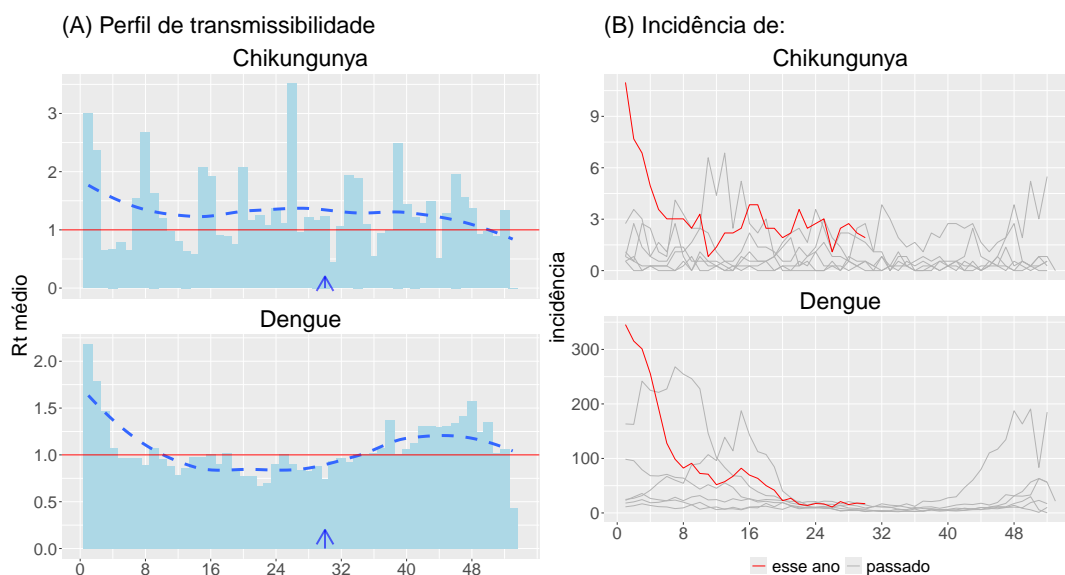 (A) Perfil de transmissibilidade
Chikungunya
3
2
1
0
Dengue
2.0
1.5
1.0
0.5
0.0
0 8 16 24 32 40 48
Rt médio
(B) Incidência de:
Chikungunya
9
6
3
0
Dengue
300
200
100
0
0 8 16 24 32 40 48
incidência
esse ano passado